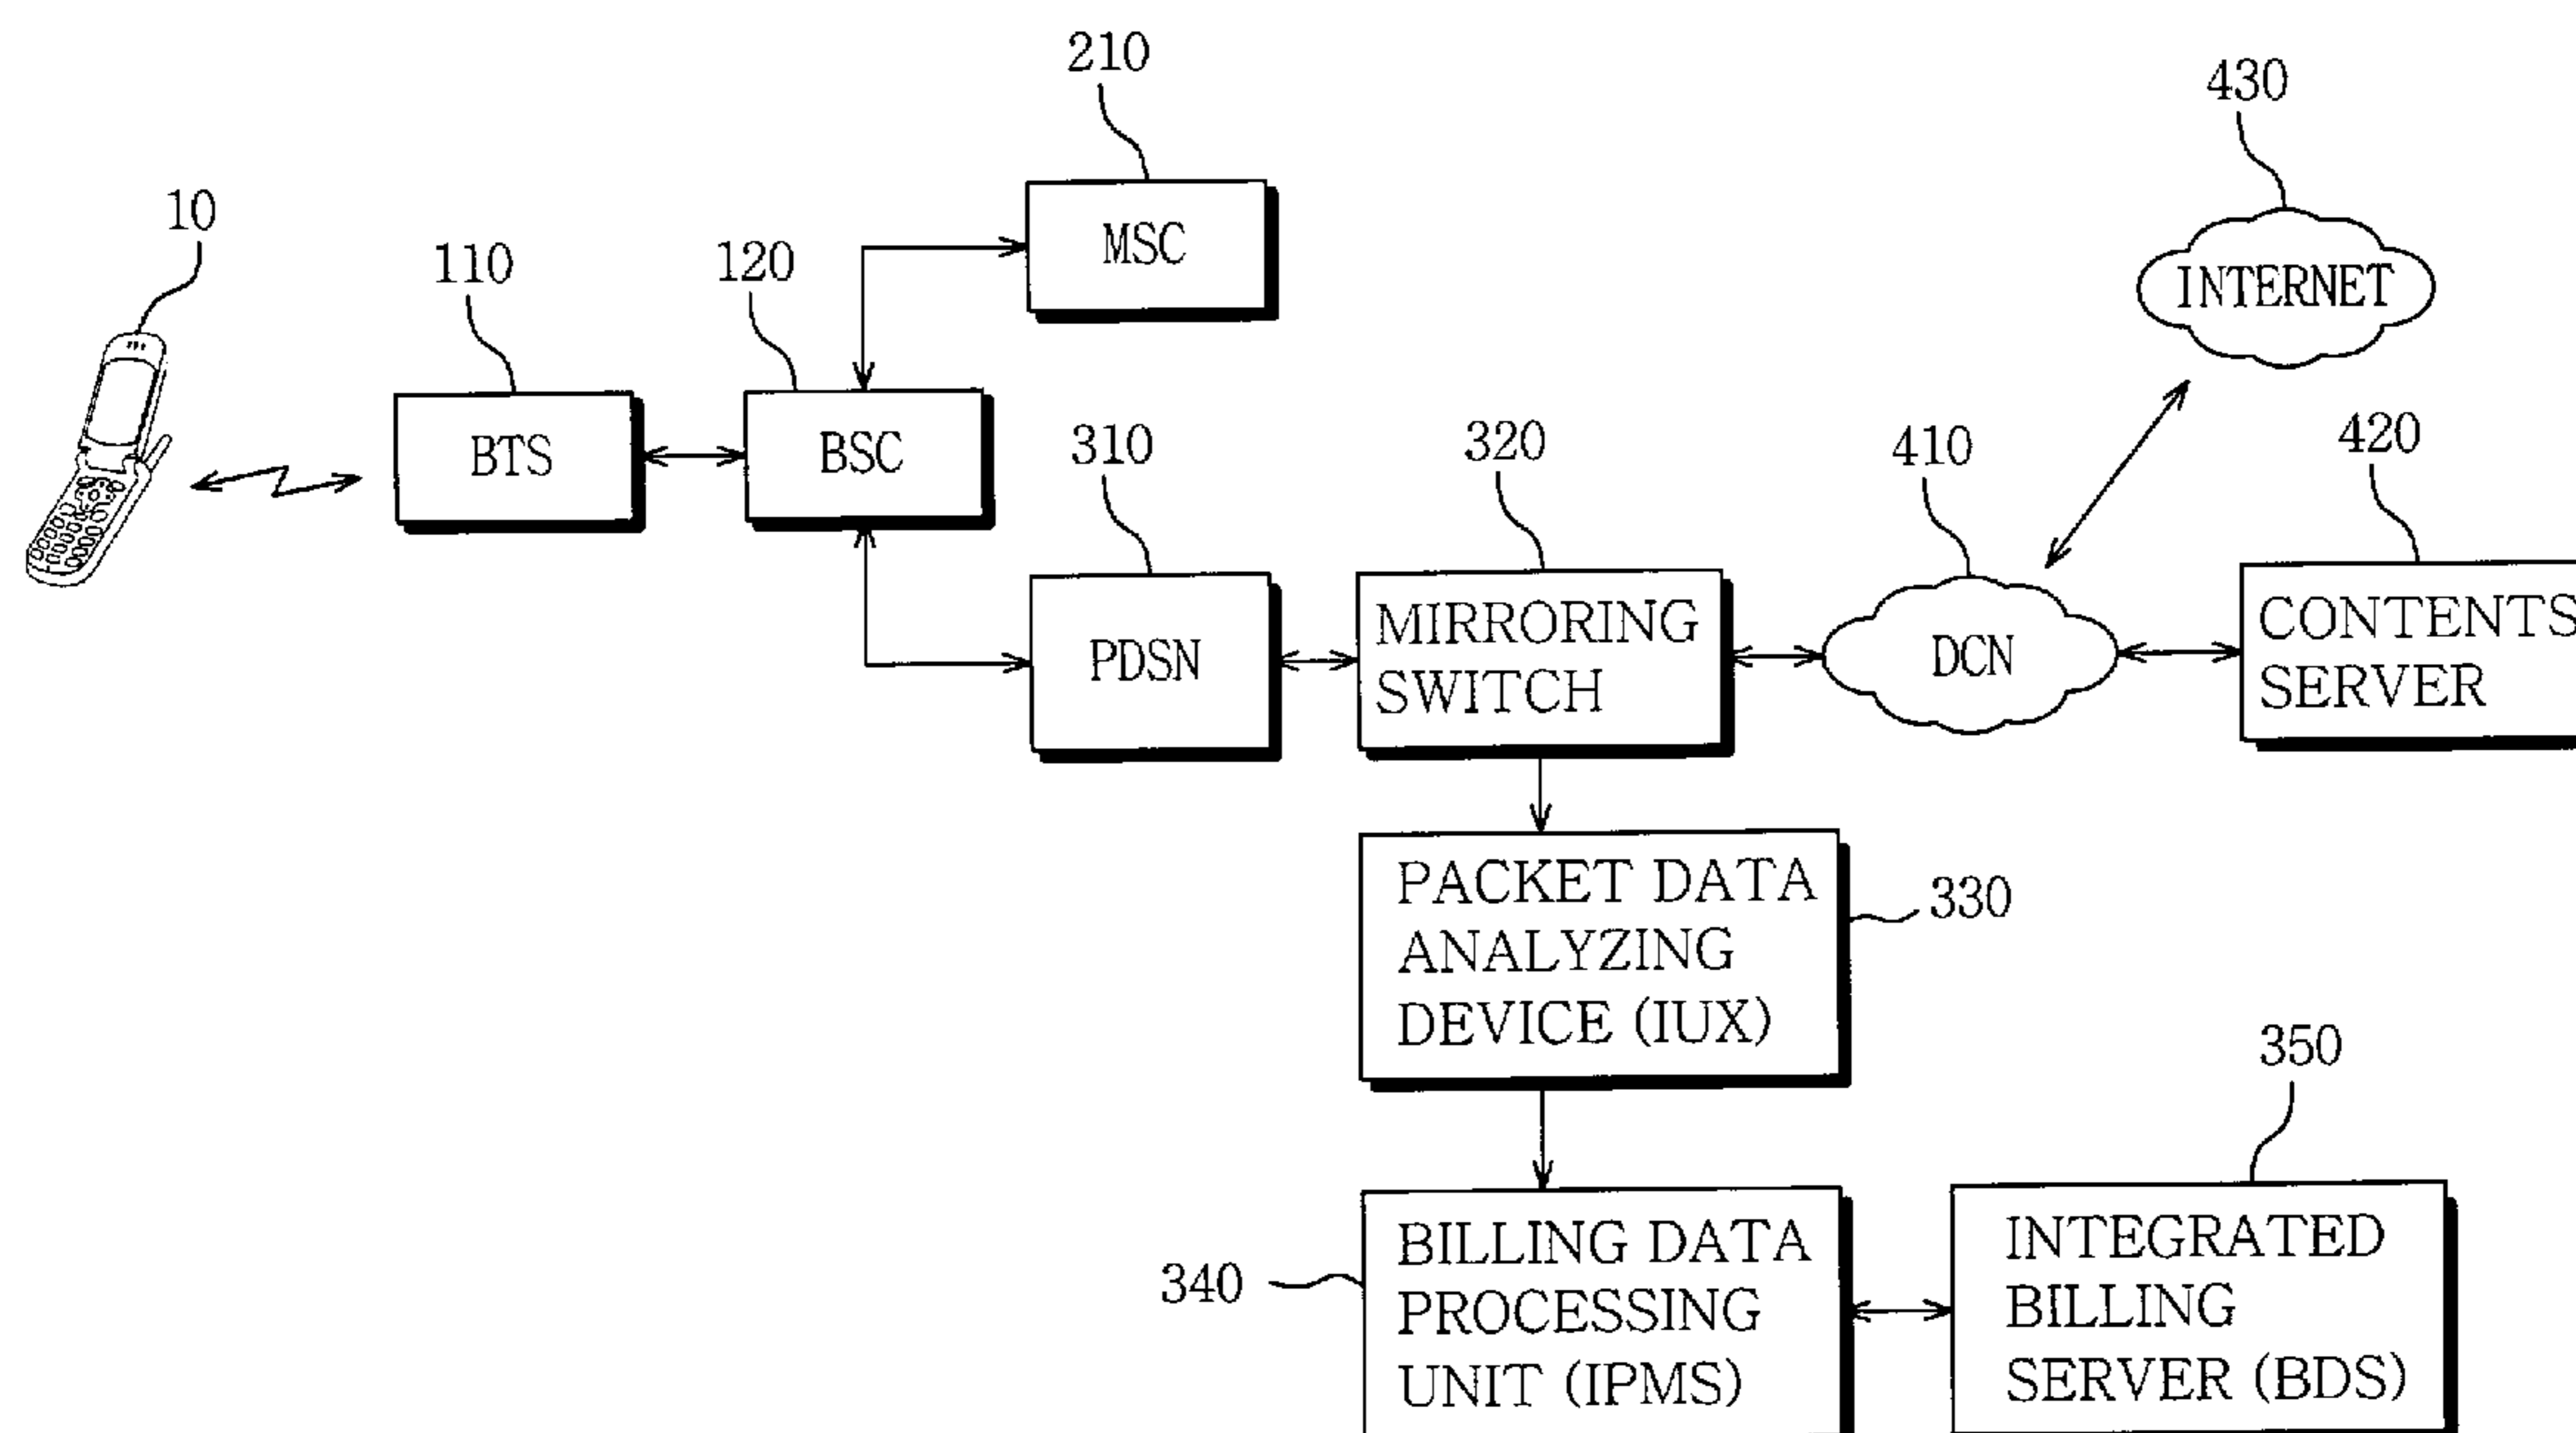 210
430
10
110
120
MSC
INTERNET
BTS
BSC
310
320
410
420
PDSN
MIRRORING
SWITCH
DCN
CONTENTS
SERVER
PACKET DATA
ANALYZING
DEVICE (IUX)
330
350
340
BILLING DATA
PROCESSING
UNIT (IPMS)
INTEGRATED
BILLING
SERVER (BDS)